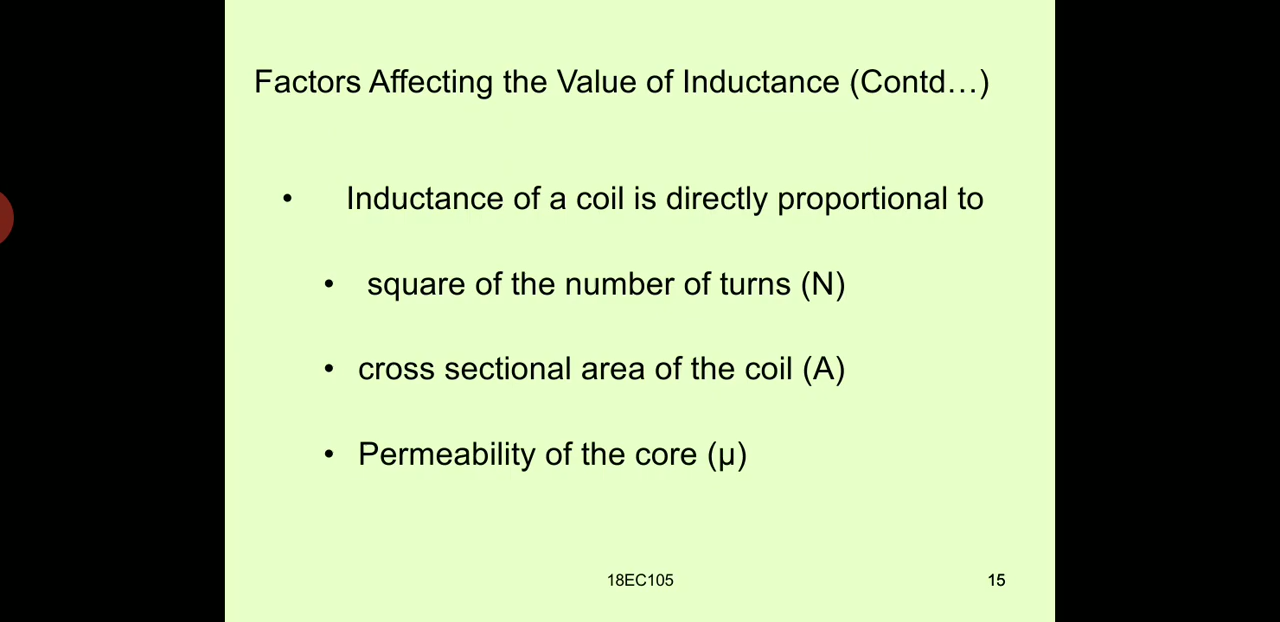 Factors Affecting the Value of Inductance (Contd…)
• Inductance of a coil is directly proportional to
• square of the number of turns (N)
• cross sectional area of the coil (A)
• Permeability of the core (μ)
18EC105
15